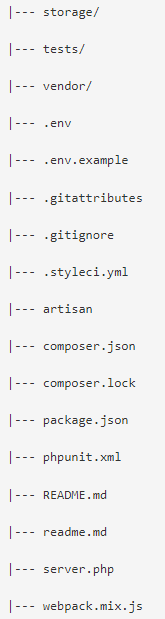 |--- storage/
|--- tests/
|--- vendor/
|--- .env
|--- .env.example
|--- .gitattributes
|--- .gitignore
|--- .styleci.yml
|--- artisan
|--- composer.json
|--- composer.lock
|--- package.json
|--- phpunit.xml
|--- README.md
|--- readme.md
|--- server.php
|--- webpack.mix.js